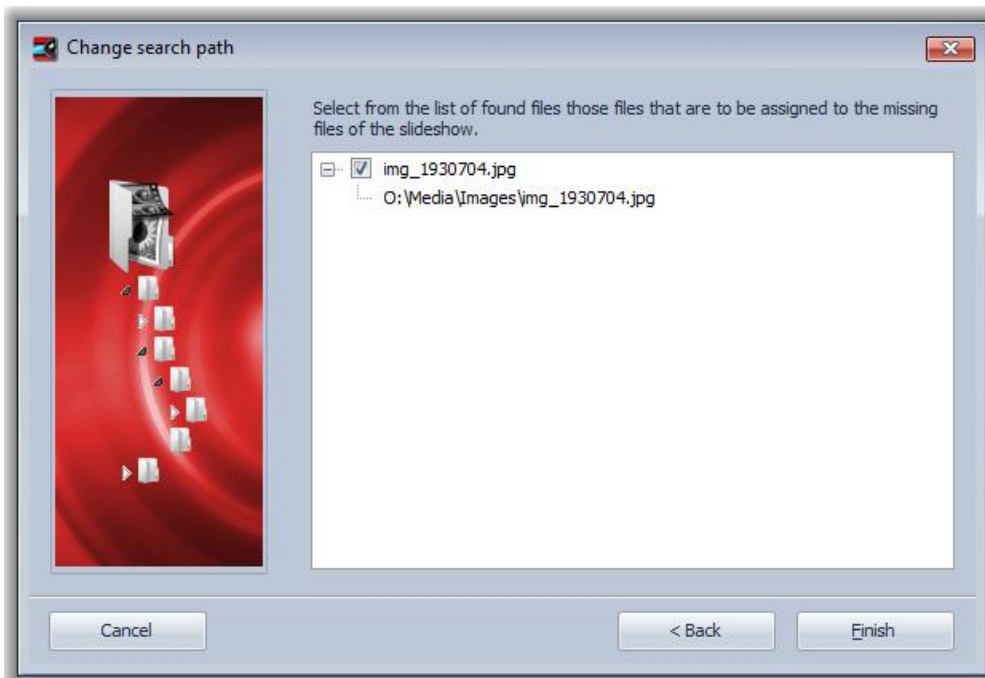 Change search path
Select from the list of found files those files that are to be assigned to the missing
files of the slideshow.
img_1930704.jpg
O:\Media\Images\img_1930704.jpg
Cancel
< Back
Finish